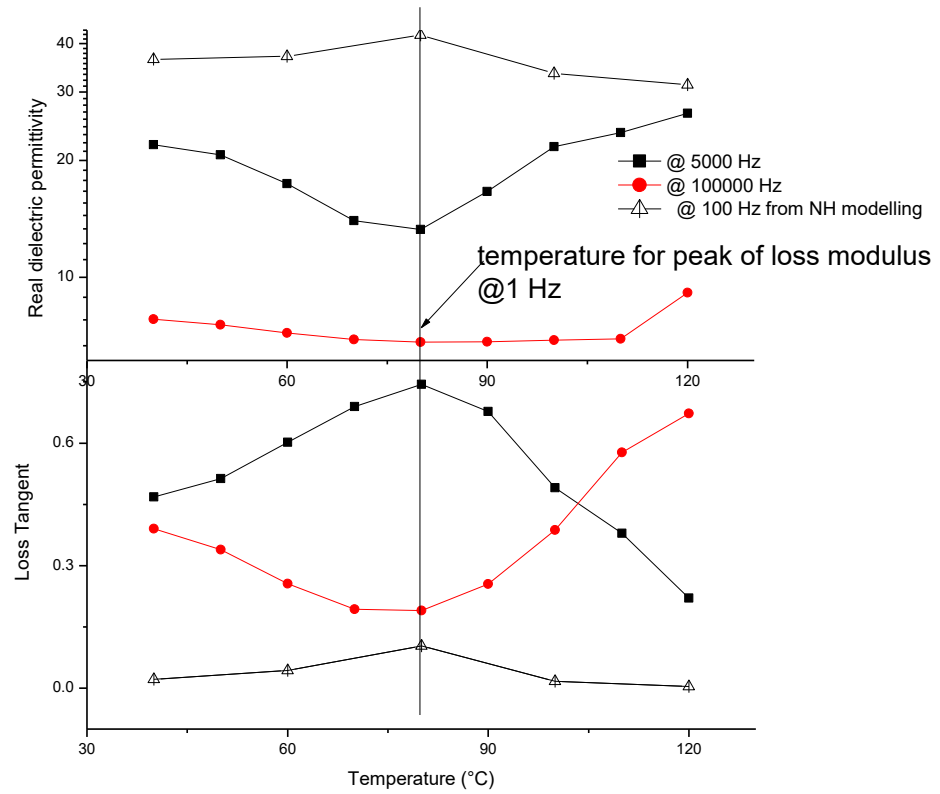 40
30
20
10
Real dielectric permittivity
@ 5000 Hz
@ 100000 Hz
@ 100 Hz from NH modelling
temperature for peak of loss modulus
@1 Hz
30
60
90
120
0.6
0.3
0.0
Loss Tangent
30
60
90
120
Temperature (°C)